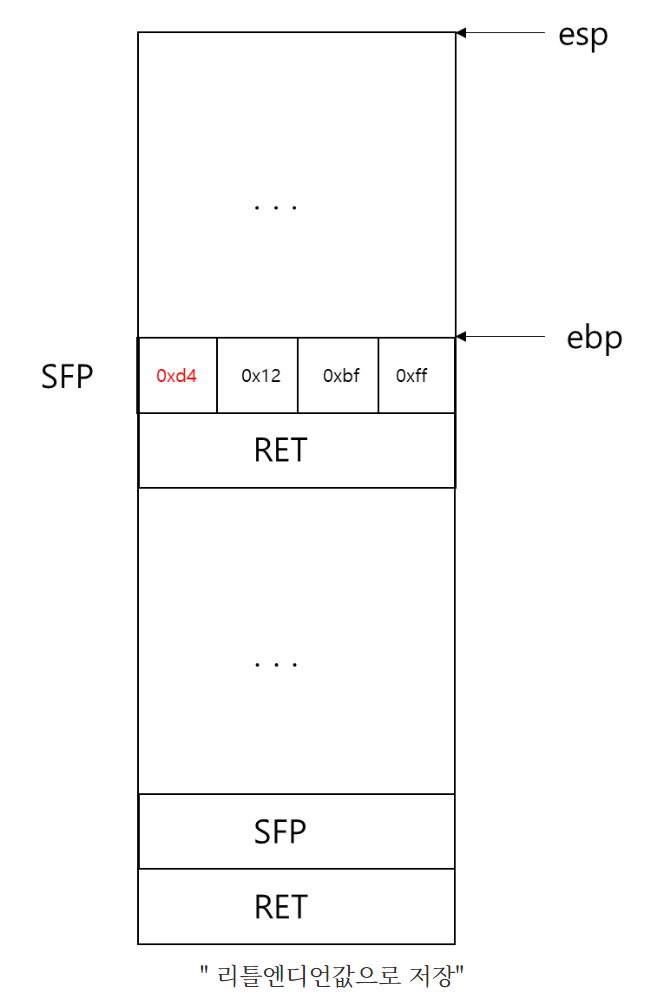 esp
. . .
ebp
SFP 0xd4 0x12 0xbf 0xff
RET
. . .
SFP
RET
" 리틀엔디언값으로 저장"